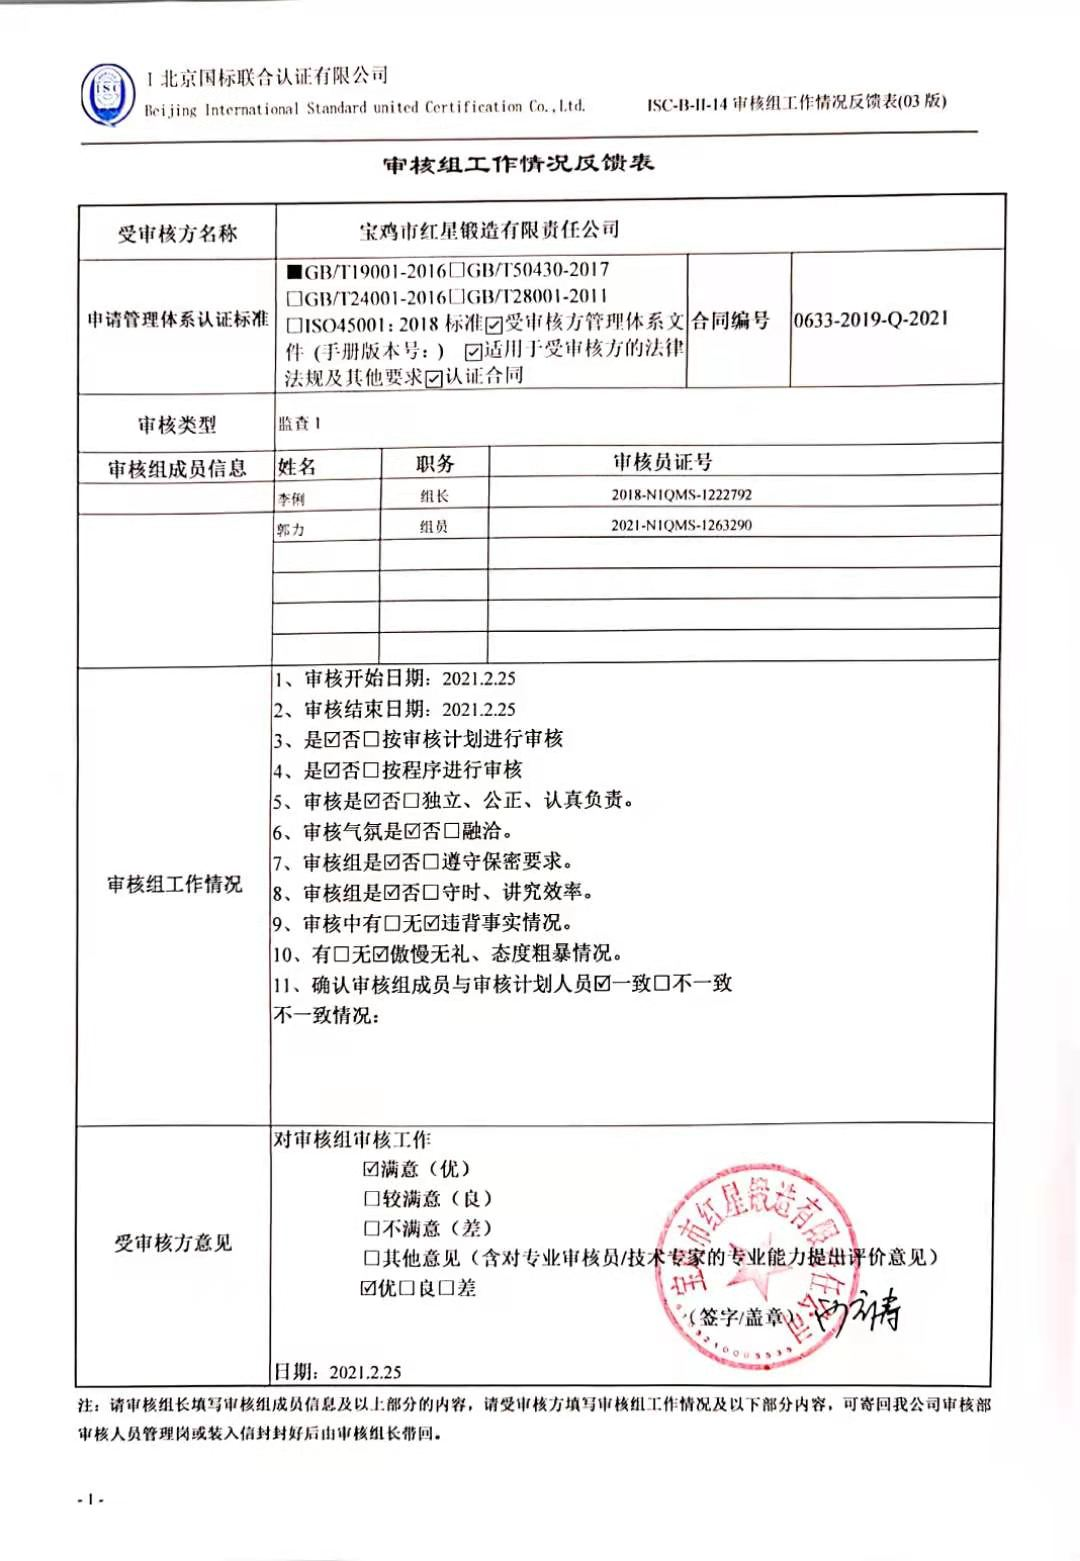 I 北京国标联合认证有限公司
Beijing International Standard united Certification Co.,Ltd.
ISC-B-II-14 审核组工作情况反馈表(03 版)
ISC
审核组工作情况反馈表
受审核方名称 宝鸡市红星锻造有限责任公司
申请管理体系认证标准
■GB/T19001-2016□GB/T50430-2017
□GB/T24001-2016□GB/T28001-2011
□ISO45001: 2018 标准☑受审核方管理体系文
件 (手册版本号: ) ☑适用于受审核方的法律
法规及其他要求☑认证合同
合同编号 0633-2019-Q-2021
审核类型 监查 1
审核组成员信息 姓名 职务 审核员证号
李俐 组长 2018-N1QMS-1222792
郭力 组员 2021-N1QMS-1263290
审核组工作情况
1、审核开始日期: 2021.2.25
2、审核结束日期: 2021.2.25
3、是☑否□按审核计划进行审核
4、是☑否□按程序进行审核
5、审核是☑否□独立、公正、认真负责。
6、审核气氛是☑否□融洽。
7、审核组是☑否□遵守保密要求。
8、审核组是☑否□守时、讲究效率。
9、审核中有□无☑违背事实情况。
10、有□无☑傲慢无礼、态度粗暴情况。
11、确认审核组成员与审核计划人员☑一致□不一致
不一致情况:
受审核方意见
对审核组审核工作
☑满意（优）
□较满意（良）
□不满意（差）
□其他意见（含对专业审核员/技术专家的专业能力提出评价意见）
☑优□良□差
（签字/盖章）
宝鸡市红星锻造有限责任公司
日期: 2021.2.25
注: 请审核组长填写审核组成员信息及以上部分的内容，请受审核方填写审核组工作情况及以下部分内容，可寄回我公司审核部
审核人员管理岗或装入信封封好后由审核组长带回。
- 1 -